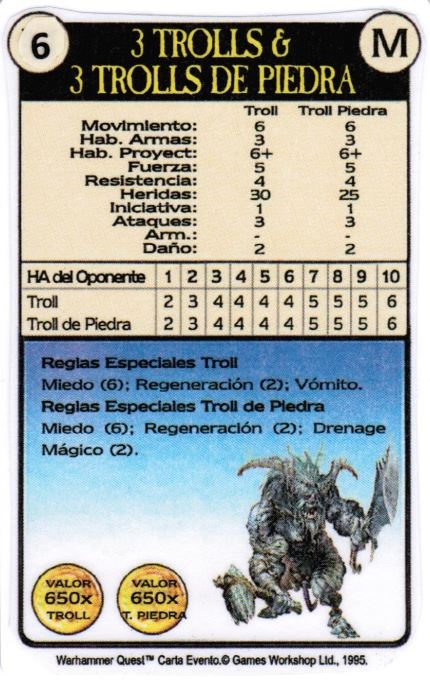 6
3 TROLLS &
M
3 TROLLS DE PIEDRA
Troll Troll Piedra
Movimiento: 6 6
Hab. Armas: 3 3
Hab. Proyect: 6+ 6+
Fuerza: 5 5
Resistencia: 4 4
Heridas: 30 25
Iniciativa: 1 1
Ataques: 3 3
Arm.: - -
Daño: 2 2
HA del Oponente 1 2 3 4 5 6 7 8 9 10
Troll 2 3 4 4 4 4 5 5 5 6
Troll de Piedra 2 3 4 4 4 4 5 5 5 6
Reglas Especiales Troll
Miedo (6); Regeneración (2); Vómito.
Reglas Especiales Troll de Piedra
Miedo (6); Regeneración (2); Drenage
Mágico (2).
VALOR
650x
TROLL
VALOR
650x
T. PIEDRA
Warhammer Quest™ Carta Evento.© Games Workshop Ltd., 1995.